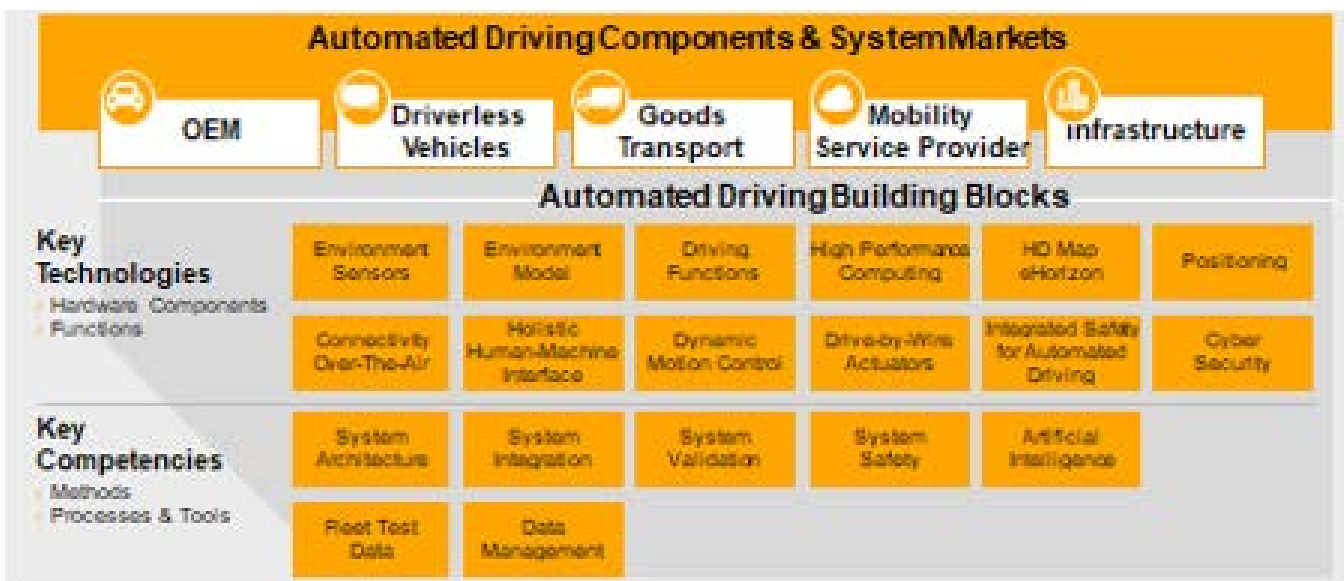 Automated Driving Components & System Markets
OEM
Driverless
Vehicles
Goods
Transport
Mobility
Service Provider
Infrastructure
Automated Driving Building Blocks
Key
Technologies
Hardware Components
Functions
Environment
Sensors
Environment
Model
Driving
Functions
High Performance
Computing
HD Map
eHorizon
Positioning
Connectivity
Over-The-Air
Holistic
Human-Machine
Interface
Dynamic
Motion Control
Drive-by-Wire
Actuators
Integrated Safety
for Automated
Driving
Cyber
Security
Key
Competencies
Methods
Processes & Tools
System
Architecture
System
Integration
System
Validation
System
Safety
Artificial
Intelligence
Fleet Test
Data
Data
Management